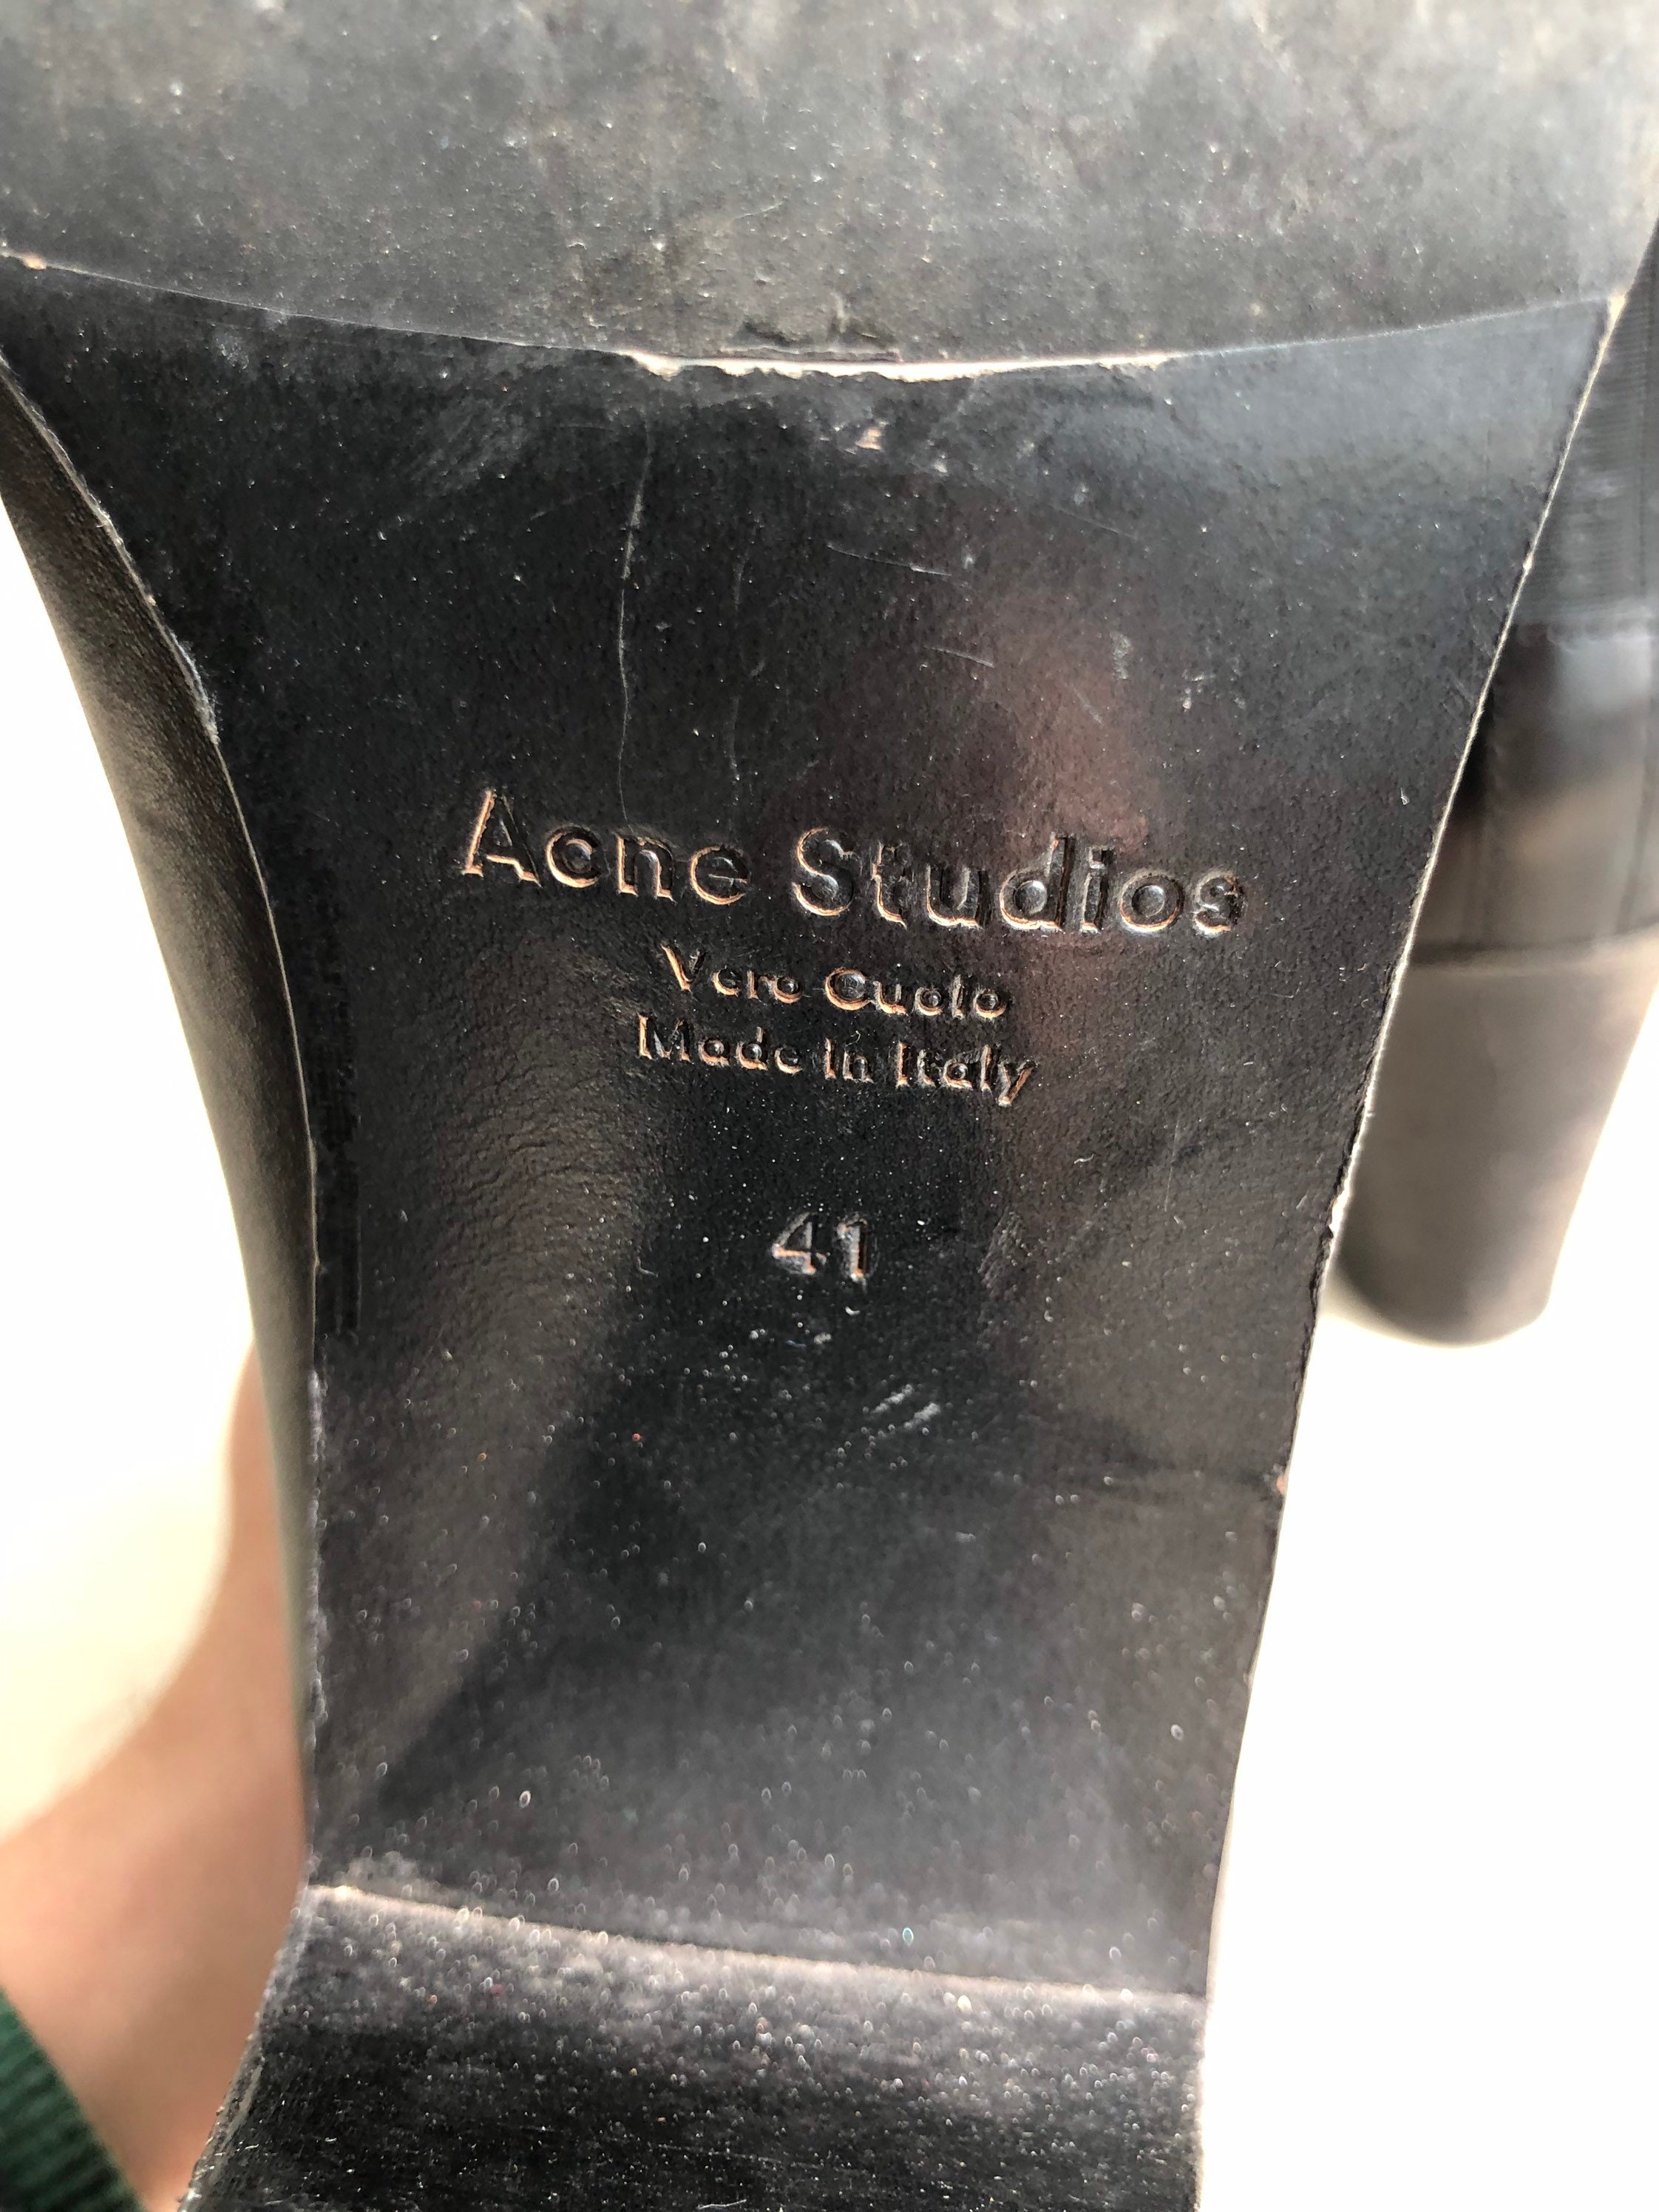 Acne Studios
Vero Cuoio
Made in Italy
41